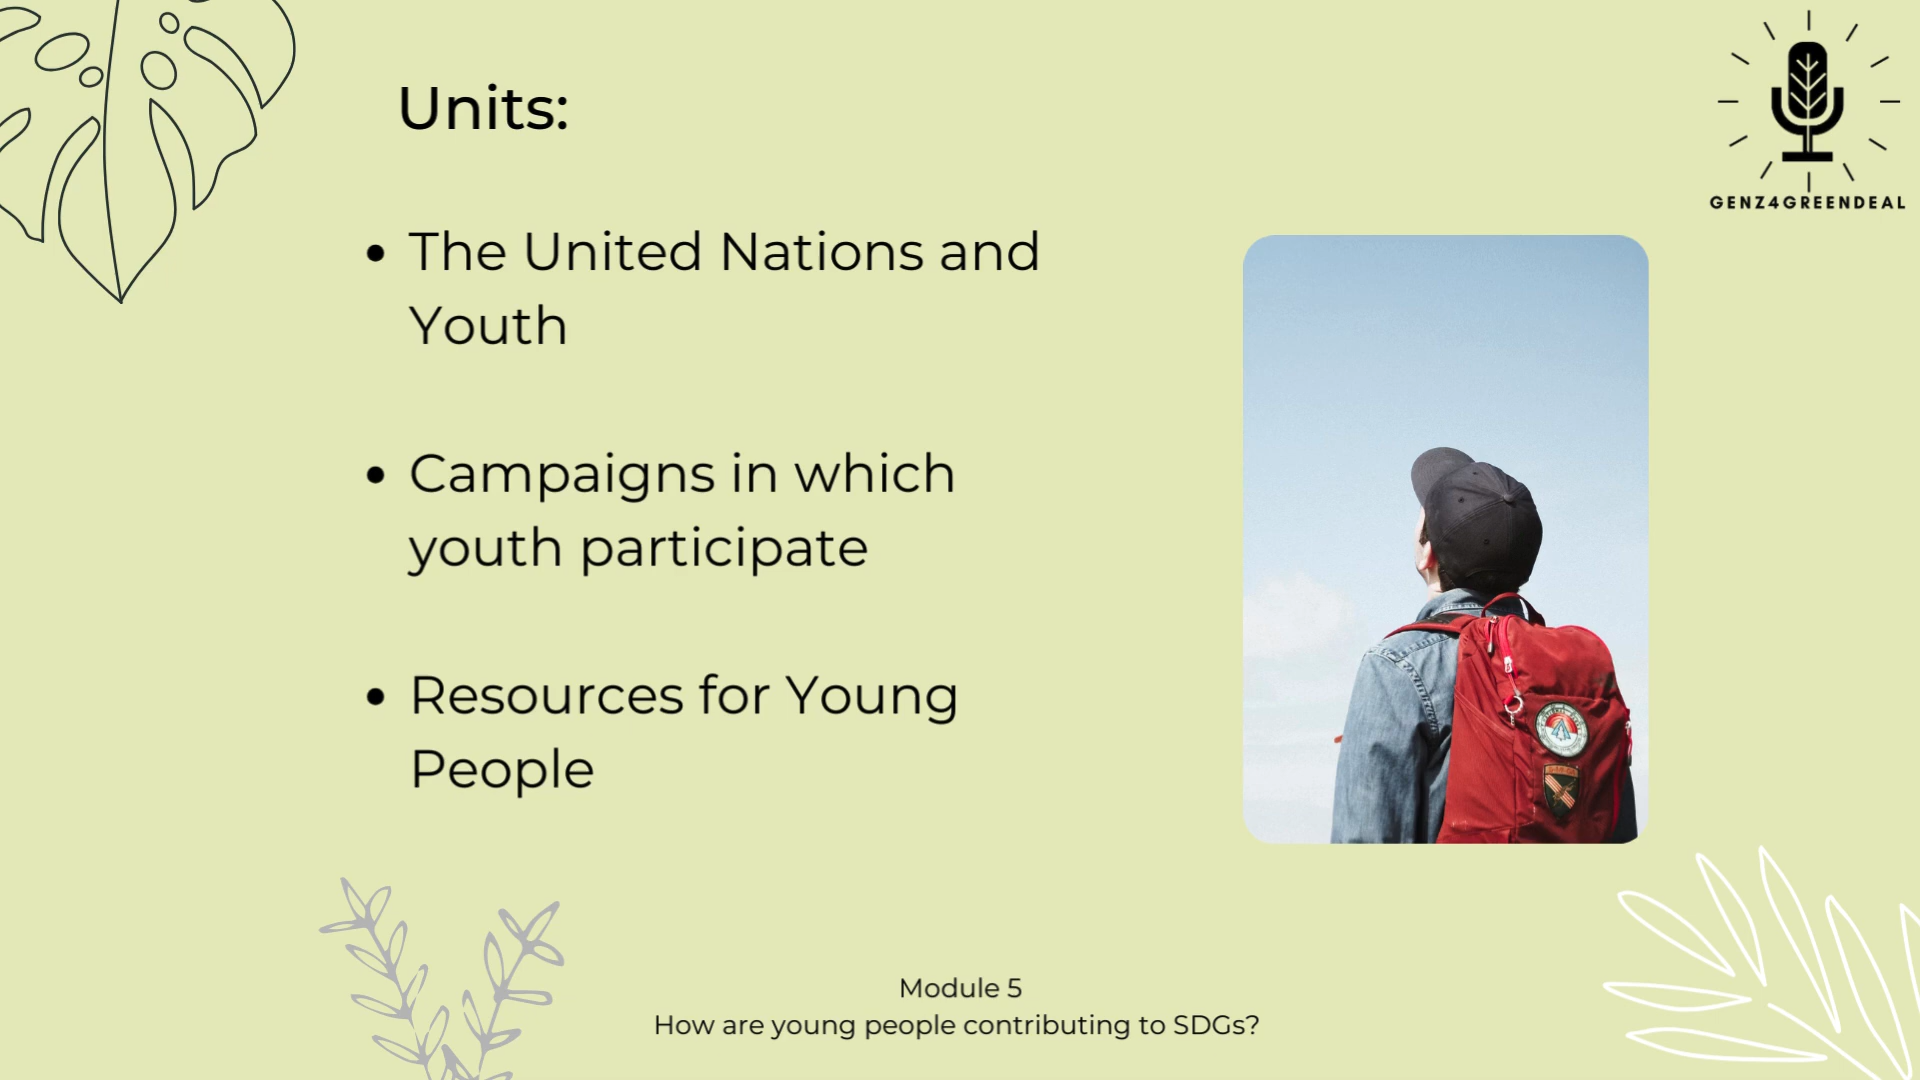 Units:
GENZ4GREENDEAL
The United Nations and
Youth
Campaigns in which
youth participate
Resources for Young
People
Module 5
How are young people contributing to SDGs?